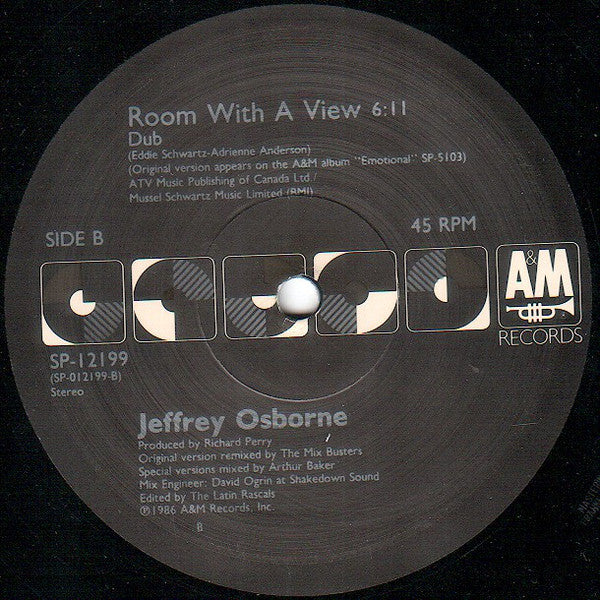 Room With A View 6:11
Dub
(Eddie Schwartz-Adrienne Anderson)
(Original version appears on the A&M album "Emotional" SP-5103)
ATV Music Publishing of Canada Ltd/
Mussel Schwartz Music Limited (BMI)
SIDE B
45 RPM
A&M
RECORDS
SP-12199
(SP-012199-B)
Stereo
Jeffrey Osborne
Produced by Richard Perry
Original version remixed by The Mix Busters
Special versions mixed by Arthur Baker
Mix Engineer: David Ogrin at Shakedown Sound
Edited by The Latin Rascals
℗1986 A&M Records, Inc.
B